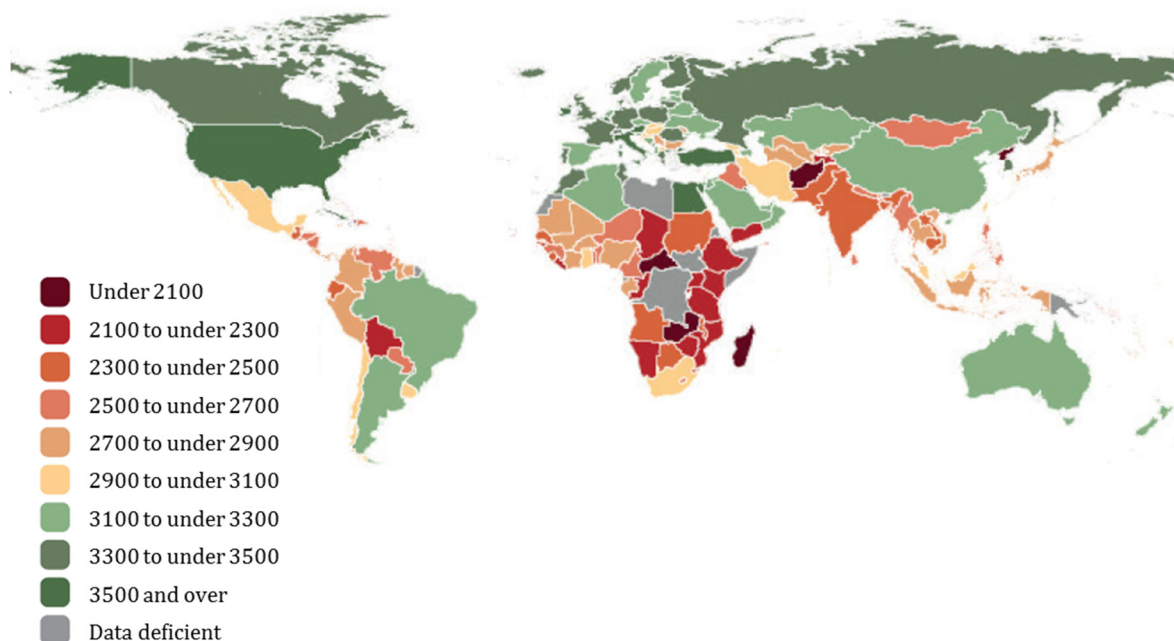 Under 2100
2100 to under 2300
2300 to under 2500
2500 to under 2700
2700 to under 2900
2900 to under 3100
3100 to under 3300
3300 to under 3500
3500 and over
Data deficient